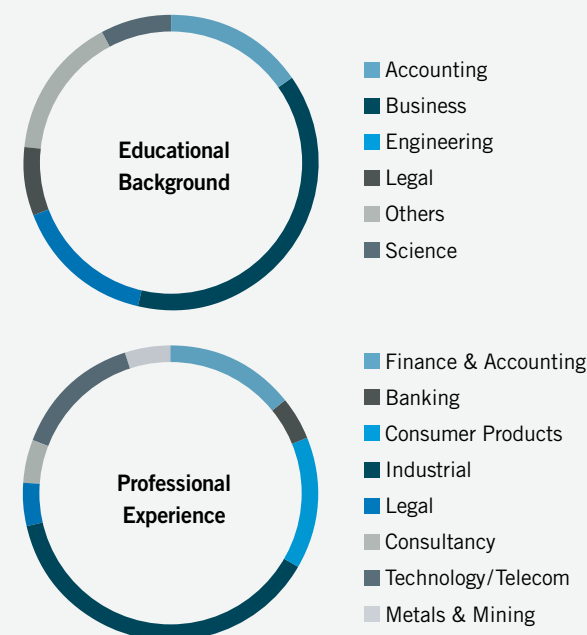 Educational
Background
Accounting
Business
Engineering
Legal
Others
Science
Professional
Experience
Finance & Accounting
Banking
Consumer Products
Industrial
Legal
Consultancy
Technology/Telecom
Metals & Mining